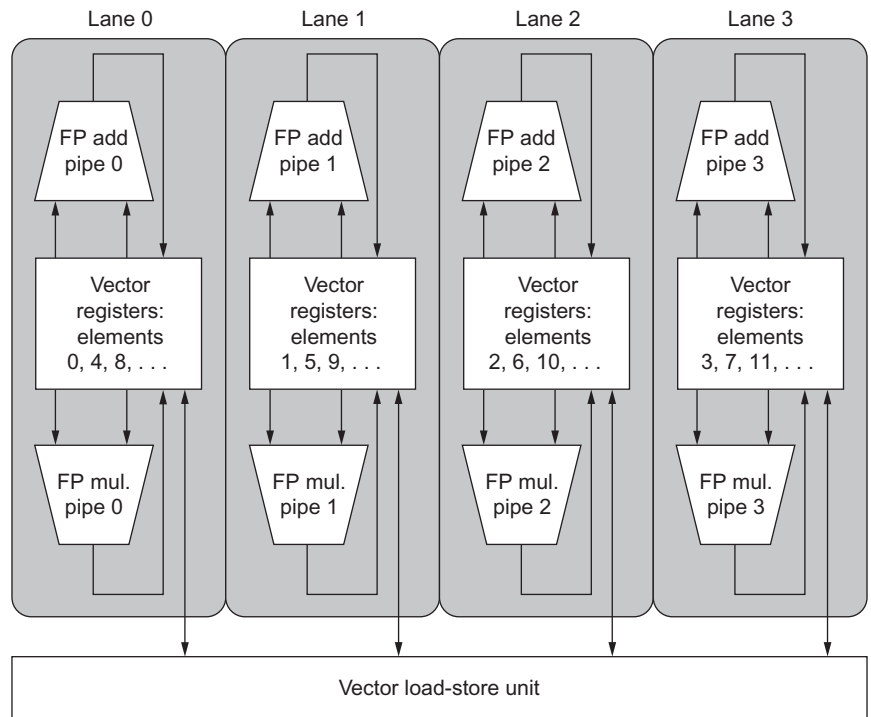 Lane 0
Lane 1
Lane 2
Lane 3
FP add
pipe 0
FP add
pipe 1
FP add
pipe 2
FP add
pipe 3
Vector
registers:
elements
0, 4, 8, . . .
Vector
registers:
elements
1, 5, 9, . . .
Vector
registers:
elements
2, 6, 10, . . .
Vector
registers:
elements
3, 7, 11, . . .
FP mul.
pipe 0
FP mul.
pipe 1
FP mul.
pipe 2
FP mul.
pipe 3
Vector load-store unit